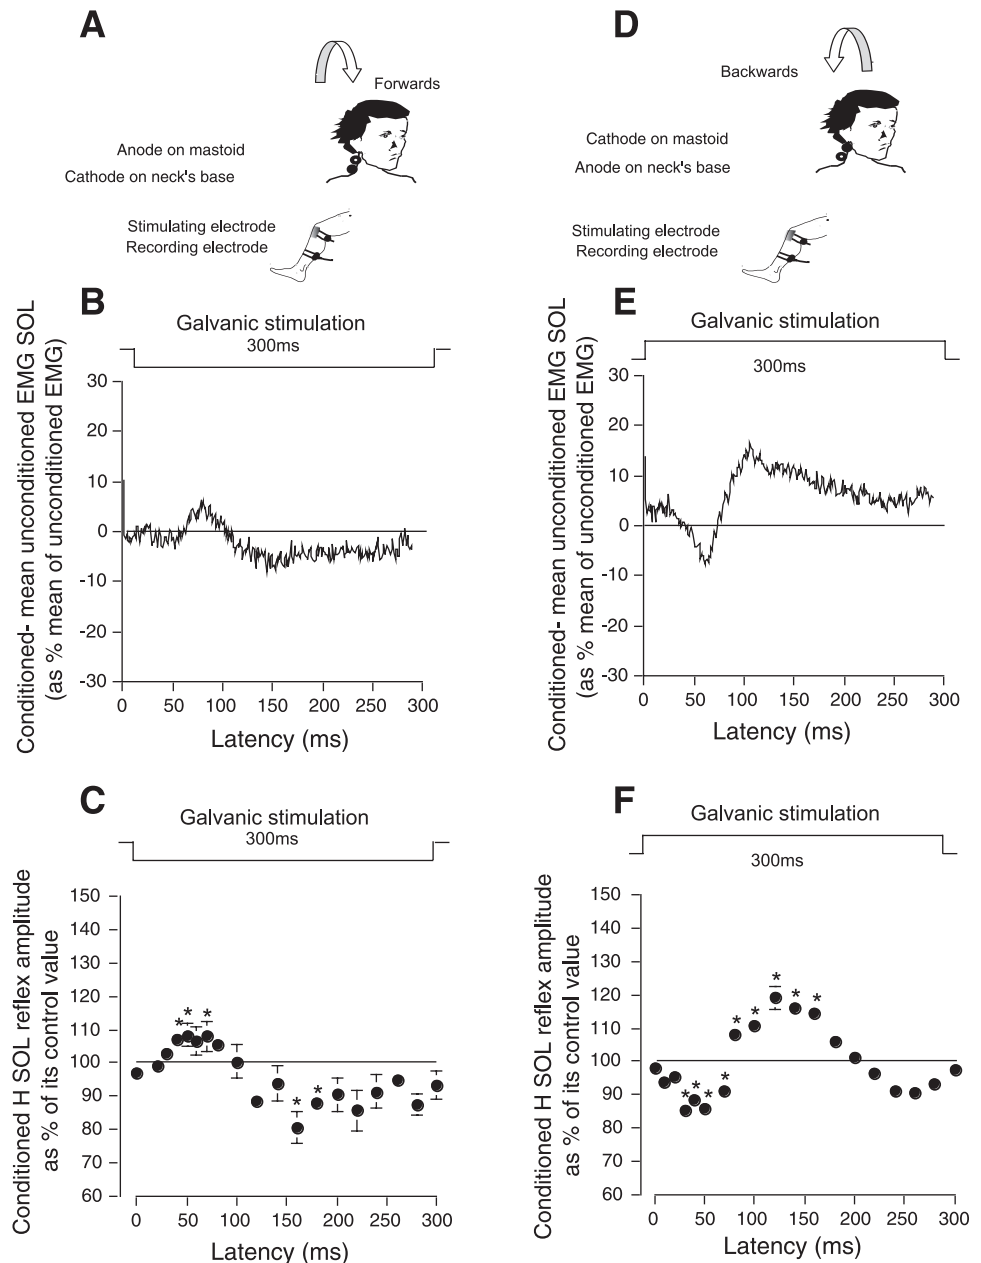 A
Forwards
Anode on mastoid
Cathode on neck's base
Stimulating electrode
Recording electrode
D
Backwards
Cathode on mastoid
Anode on neck's base
Stimulating electrode
Recording electrode
B
Galvanic stimulation
300ms
Conditioned- mean unconditioned EMG SOL
(as % mean of unconditioned EMG)
30
20
10
0
-10
-20
-30
0 50 100 150 200 250 300
Latency (ms)
E
Galvanic stimulation
300ms
Conditioned- mean unconditioned EMG SOL
(as % mean of unconditioned EMG)
30
20
10
0
-10
-20
-30
0 50 100 150 200 250 300
Latency (ms)
C
Galvanic stimulation
300ms
Conditioned H SOL reflex amplitude
as % of its control value
150
140
130
120
110
100
90
80
70
60
* * *
* *
0 50 100 150 200 250 300
Latency (ms)
F
Galvanic stimulation
300ms
Conditioned H SOL reflex amplitude
as % of its control value
150
140
130
120
110
100
90
80
70
60
* * * * *
* * * *
0 50 100 150 200 250 300
Latency (ms)